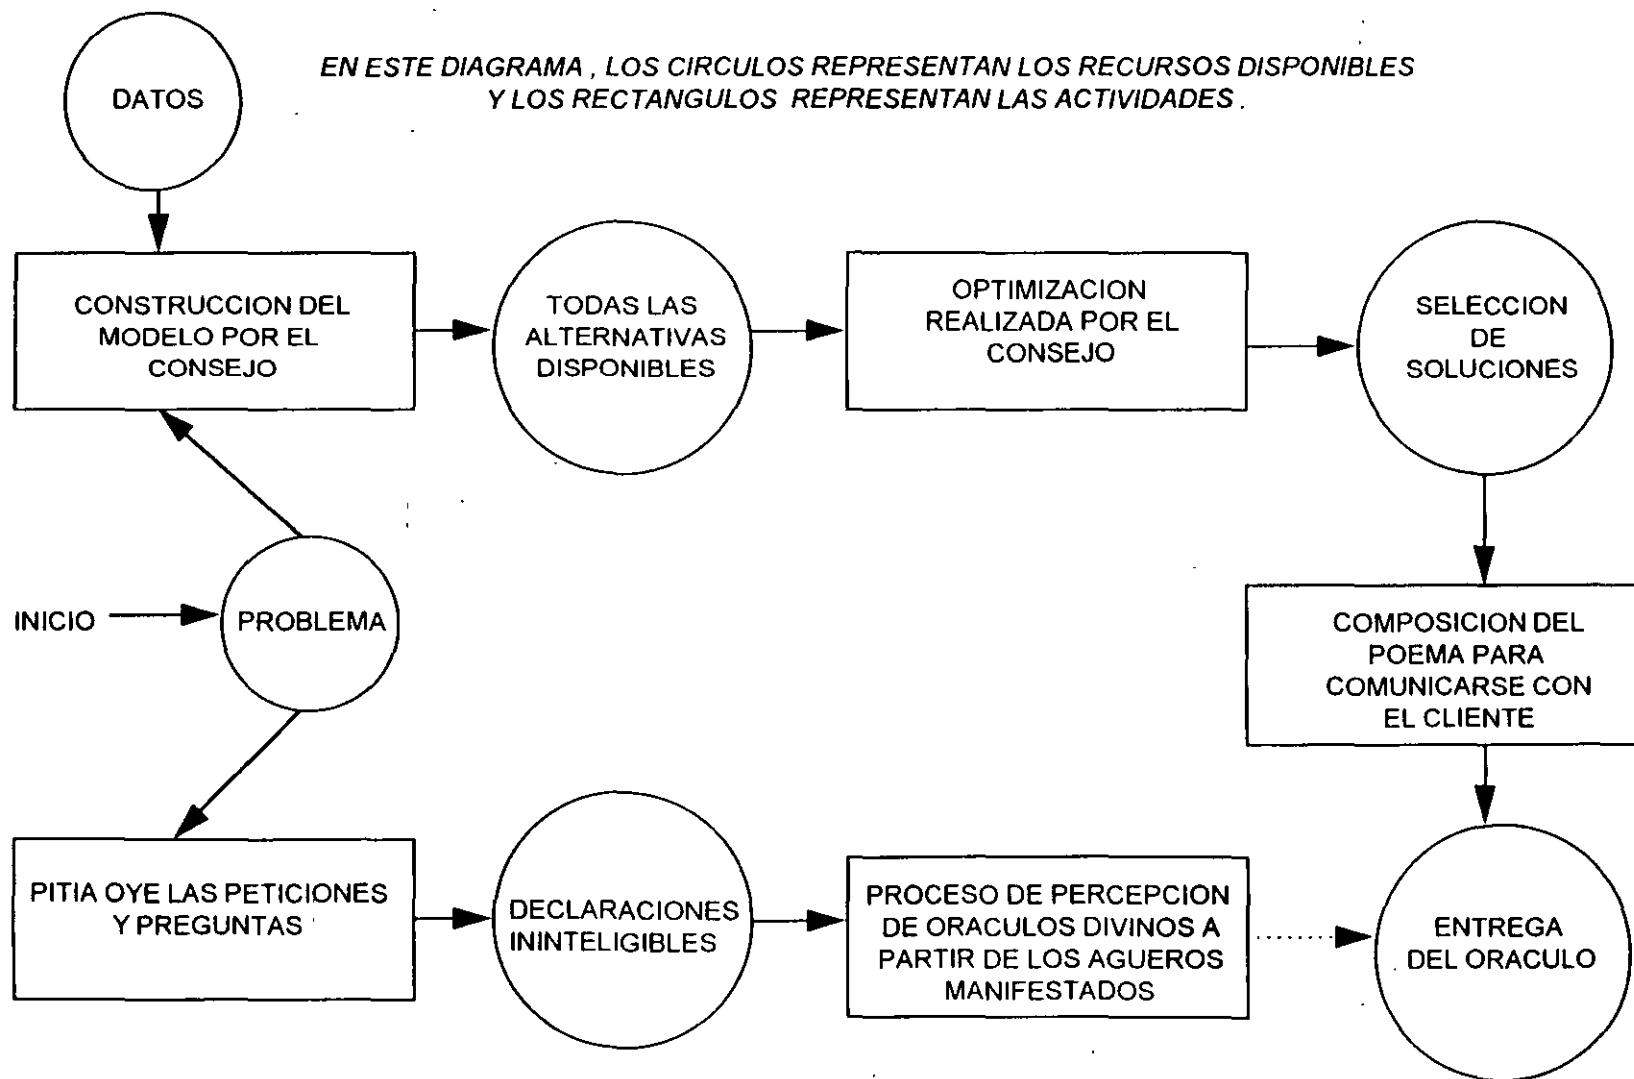 EN ESTE DIAGRAMA , LOS CIRCULOS REPRESENTAN LOS RECURSOS DISPONIBLES
Y LOS RECTANGULOS REPRESENTAN LAS ACTIVIDADES .
DATOS
CONSTRUCCION DEL
MODELO POR EL
CONSEJO
TODAS LAS
ALTERNATIVAS
DISPONIBLES
OPTIMIZACION
REALIZADA POR EL
CONSEJO
SELECCION
DE
SOLUCIONES
INICIO
PROBLEMA
COMPOSICION DEL
POEMA PARA
COMUNICARSE CON
EL CLIENTE
PITIA OYE LAS PETICIONES
Y PREGUNTAS
DECLARACIONES
ININTELIGIBLES
PROCESO DE PERCEPCION
DE ORACULOS DIVINOS A
PARTIR DE LOS AGUEROS
MANIFESTADOS
ENTREGA
DEL ORACULO